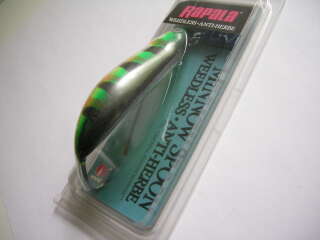 RAPALA
WEEDLESS • ANTI-HERBE
MINNOW SPOON
WEEDLESS • ANTI-HERBE